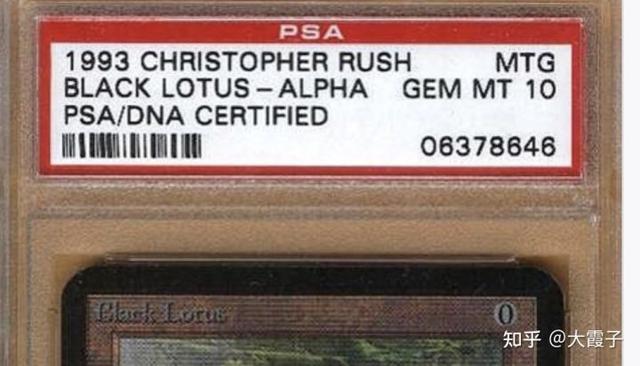 PSA
1993 CHRISTOPHER RUSH MTG
BLACK LOTUS – ALPHA GEM MT 10
PSA/DNA CERTIFIED
06378646
Black Lotus 0
知乎 @大霞子